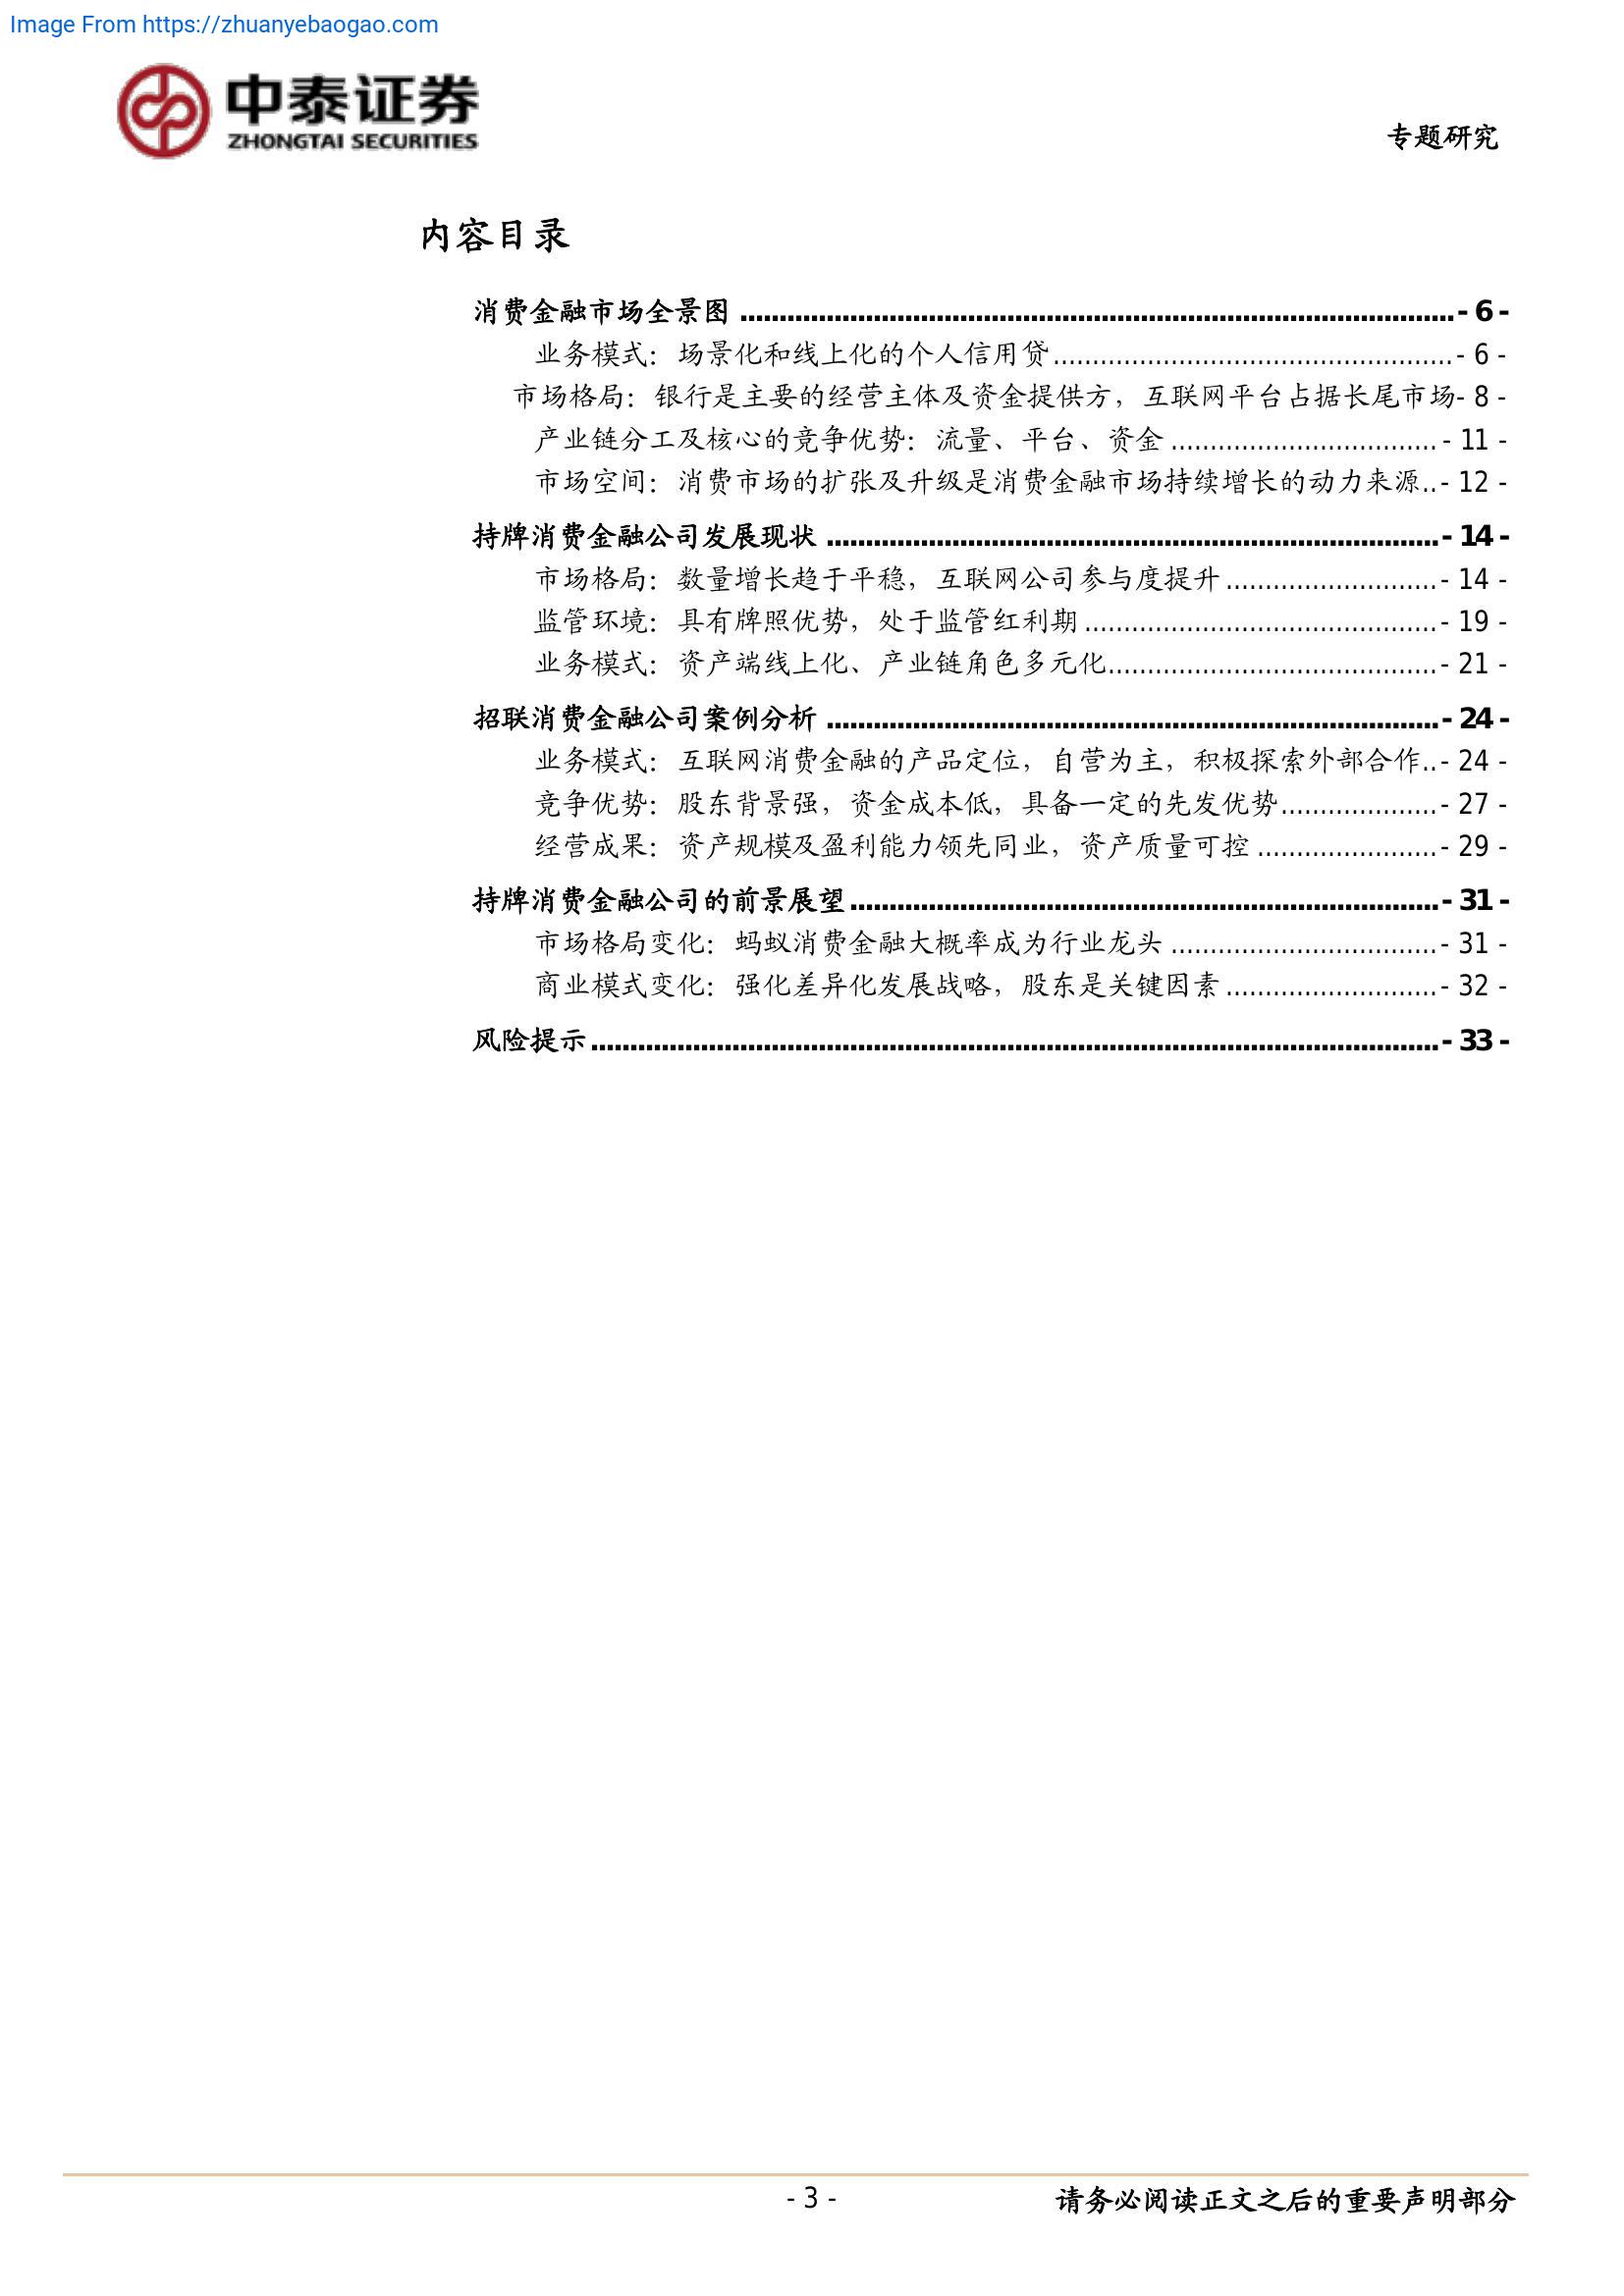 Image From https://zhuanyebaogao.com
中泰证券
ZHONGTAI SECURITIES
专题研究
内容目录
消费金融市场全景图 ........................................................................................... - 6 -
业务模式：场景化和线上化的个人信用贷 ................................................... - 6 -
市场格局：银行是主要的经营主体及资金提供方，互联网平台占据长尾市场- 8 -
产业链分工及核心的竞争优势：流量、平台、资金 .................................. - 11 -
市场空间：消费市场的扩张及升级是消费金融市场持续增长的动力来源..- 12 -
持牌消费金融公司发展现状 .............................................................................. - 14 -
市场格局：数量增长趋于平稳，互联网公司参与度提升 ...........................- 14 -
监管环境：具有牌照优势，处于监管红利期 .............................................- 19 -
业务模式：资产端线上化、产业链角色多元化..........................................- 21 -
招联消费金融公司案例分析 .............................................................................. - 24 -
业务模式：互联网消费金融的产品定位，自营为主，积极探索外部合作..- 24 -
竞争优势：股东背景强，资金成本低，具备一定的先发优势....................- 27 -
经营成果：资产规模及盈利能力领先同业，资产质量可控 .......................- 29 -
持牌消费金融公司的前景展望 ........................................................................... - 31 -
市场格局变化：蚂蚁消费金融大概率成为行业龙头 ..................................- 31 -
商业模式变化：强化差异化发展战略，股东是关键因素 ...........................- 32 -
风险提示 ............................................................................................................ - 33 -
- 3 -
请务必阅读正文之后的重要声明部分